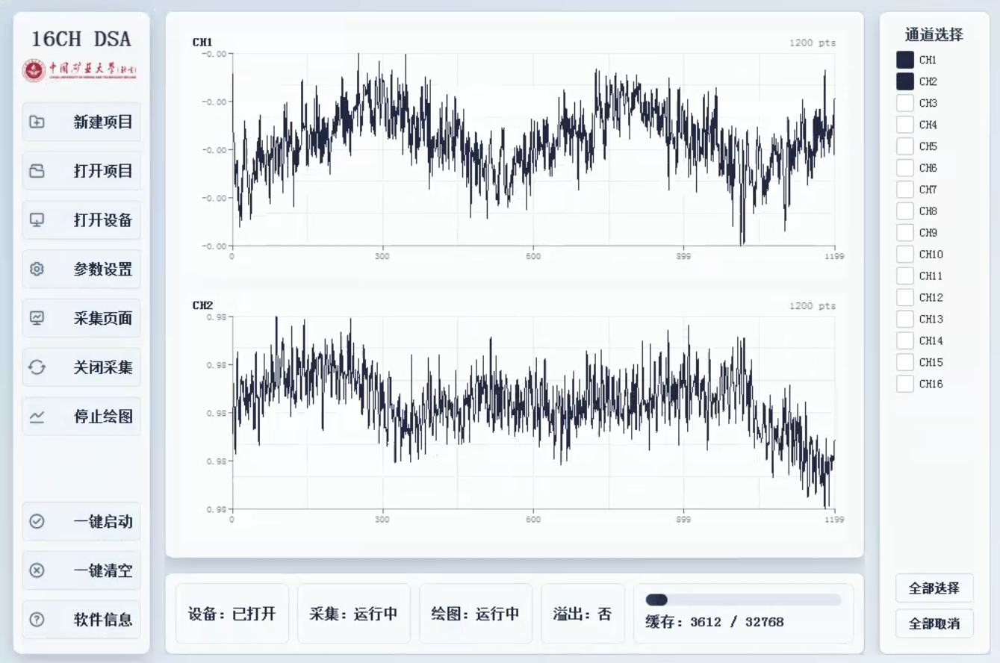 16CH DSA
中国矿业大学(北京)
CHINA UNIVERSITY OF MINING AND TECHNOLOGY-BEIJING
新建项目
打开项目
打开设备
参数设置
采集页面
关闭采集
停止绘图
一键启动
一键清空
软件信息
CH1
1200 pts
-0.00
-0.00
-0.00
-0.00
-0.00
0 300 600 899 1199
CH2
1200 pts
0.98
0.98
0.98
0.98
0.98
0 300 600 899 1199
设备: 已打开
采集: 运行中
绘图: 运行中
溢出: 否
缓存: 3612 / 32768
通道选择
CH1
CH2
CH3
CH4
CH5
CH6
CH7
CH8
CH9
CH10
CH11
CH12
CH13
CH14
CH15
CH16
全部选择
全部取消